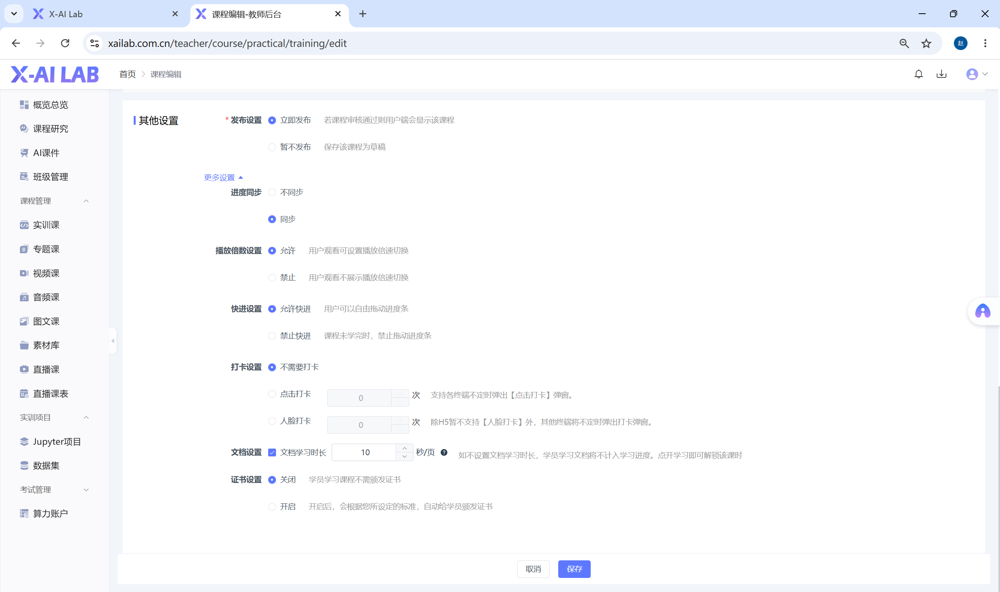 X-AI Lab
课程编辑-教师后台
xailab.com.cn/teacher/course/practical/training/edit
赵
X-AI LAB
首页 > 课程编辑
概览总览
课程研究
AI课件
班级管理
课程管理
实训课
专题课
视频课
音频课
图文课
素材库
直播课
直播课表
实训项目
Jupyter项目
数据集
考试管理
算力账户
其他设置
* 发布设置 立即发布 若课程审核通过则用户端会显示该课程
暂不发布 保存该课程为草稿
更多设置
进度同步 不同步
同步
播放倍数设置 允许 用户观看可设置播放倍速切换
禁止 用户观看不展示播放倍速切换
快进设置 允许快进 用户可以自由拖动进度条
禁止快进 课程未学完时，禁止拖动进度条
打卡设置 不需要打卡
点击打卡 0 次 支持各终端不定时弹出【点击打卡】弹窗。
人脸打卡 0 次 除H5暂不支持【人脸打卡】外，其他终端将不定时弹出打卡弹窗。
文档设置 文档学习时长 10 秒/页 ? 如不设置文档学习时长，学员学习文档将不计入学习进度。点开学习即可解锁该课时
证书设置 关闭 学员学习课程不需颁发证书
开启 开启后，会根据您所设定的标准，自动给学员颁发证书
取消 保存